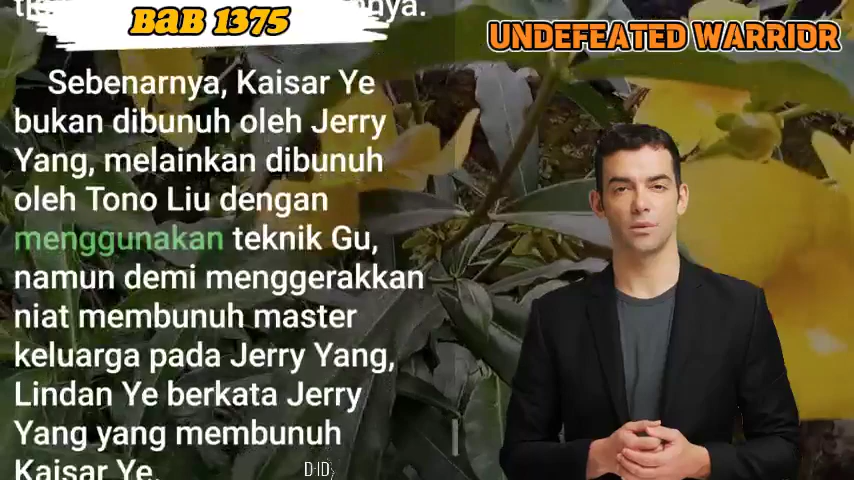 BAB 1375
UNDEFEATED WARRIOR
Sebenarnya, Kaisar Ye
bukan dibunuh oleh Jerry
Yang, melainkan dibunuh
oleh Tono Liu dengan
menggunakan teknik Gu,
namun demi menggerakkan
niat membunuh master
keluarga pada Jerry Yang,
Lindan Ye berkata Jerry
Yang yang membunuh
Kaisar Ye.
D-ID